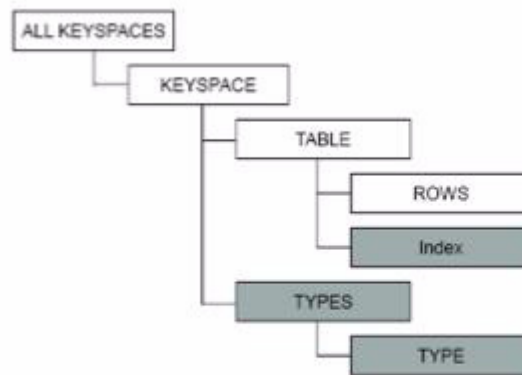 ALL KEYSPACES
KEYSPACE
TABLE
ROWS
Index
TYPES
TYPE